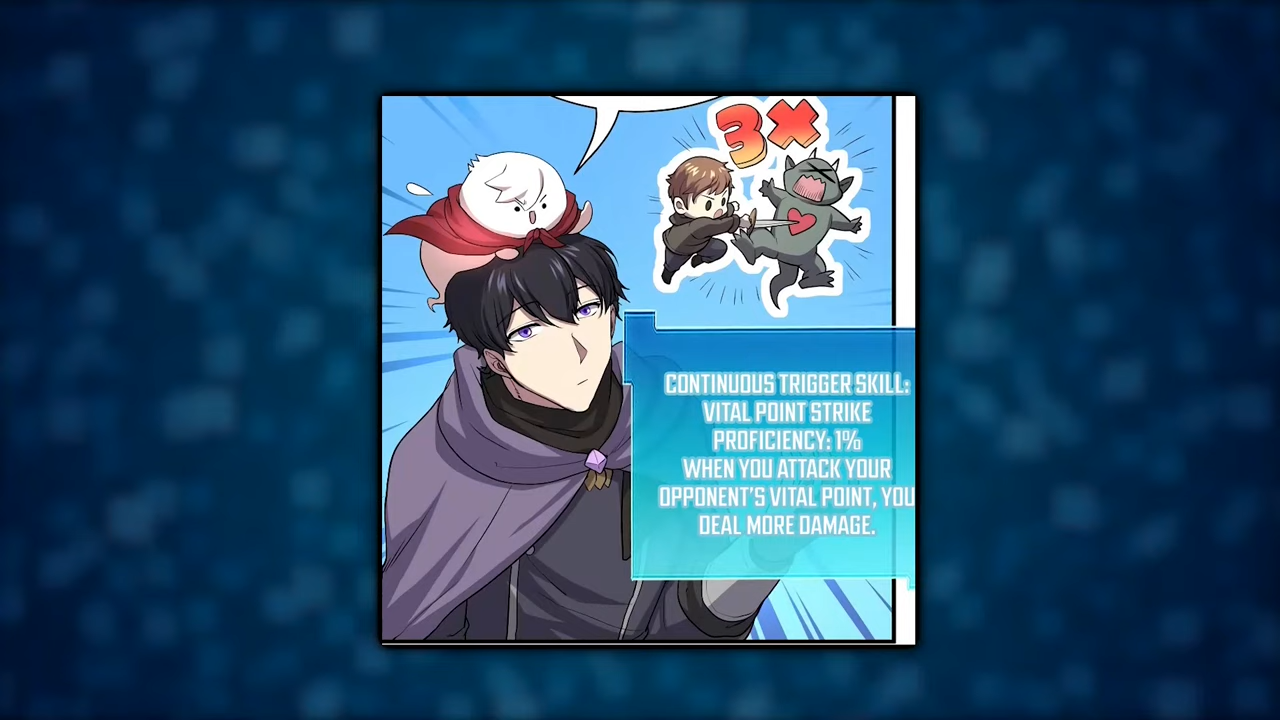 3×
CONTINUOUS TRIGGER SKILL:
VITAL POINT STRIKE
PROFICIENCY: 1%
WHEN YOU ATTACK YOUR
OPPONENT'S VITAL POINT, YOU
DEAL MORE DAMAGE.